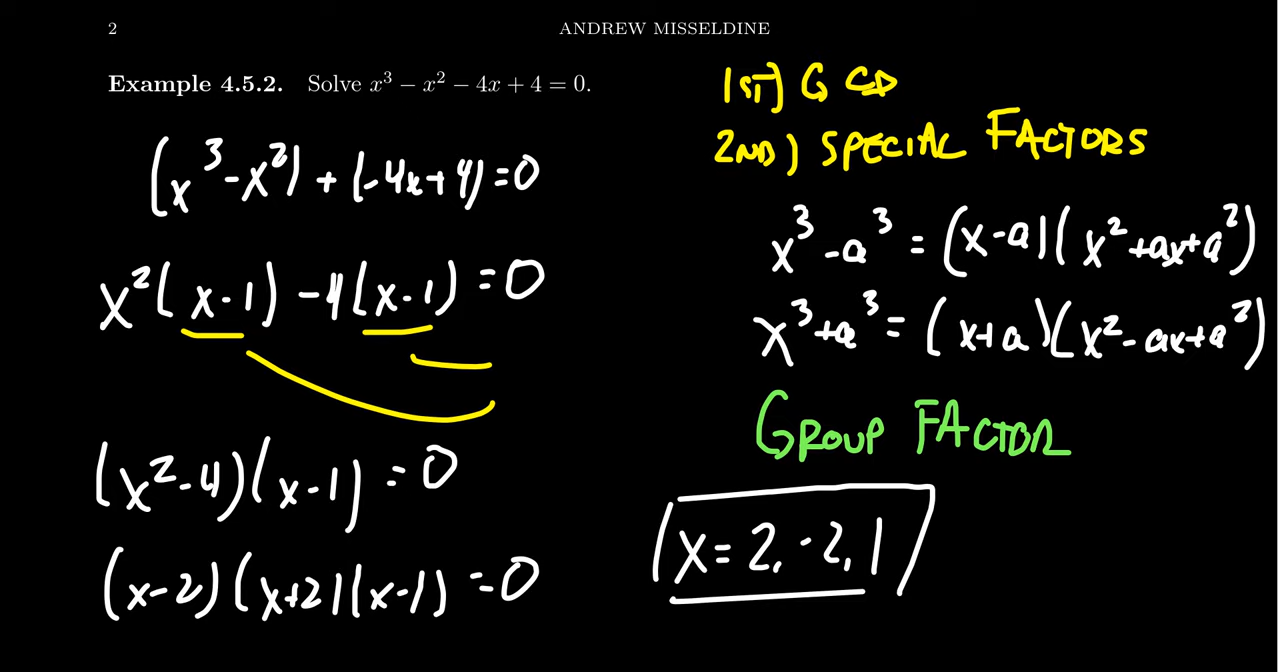 2
ANDREW MISSELDINE
Example 4.5.2. Solve x³ − x² − 4x + 4 = 0.
(x³-x²)+(-4x+4)=0
x²(x-1)-4(x-1)=0
(x²-4)(x-1)=0
(x-2)(x+2)(x-1)=0
1ST) GCD
2ND) SPECIAL FACTORS
x³-a³=(x-a)(x²+ax+a²)
x³+a³=(x+a)(x²-ax+a²)
GROUP FACTOR
x=2,-2,1